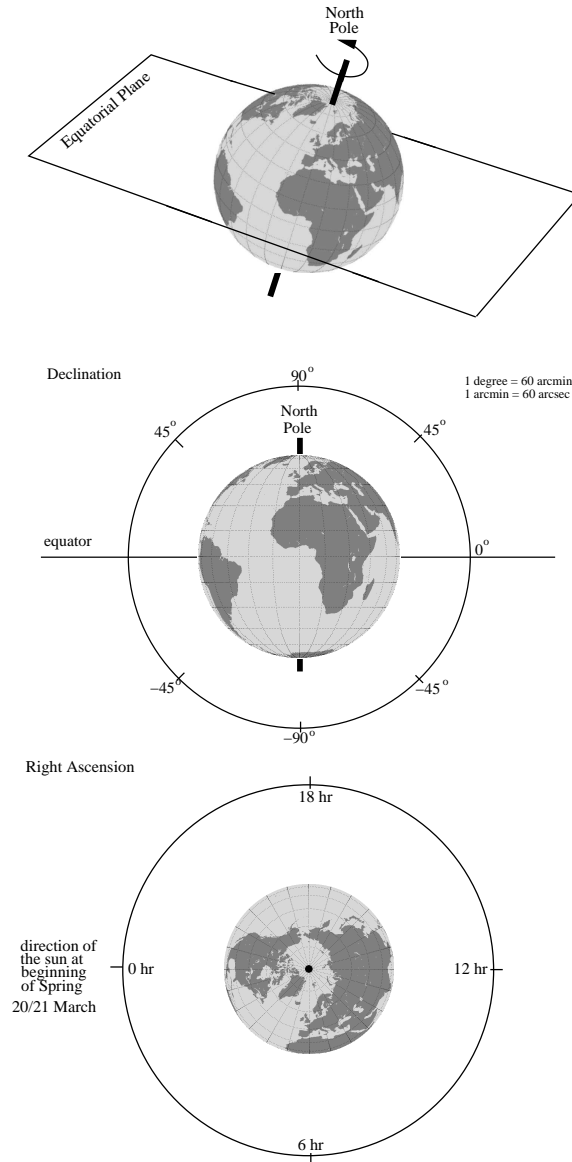 North
Pole
Equatorial Plane
Declination
90°
1 degree = 60 arcmin
1 arcmin = 60 arcsec
North
Pole
45°
45°
equator
0°
−45°
−45°
−90°
Right Ascension
18 hr
direction of
the sun at
beginning
of Spring
20/21 March
0 hr
12 hr
6 hr